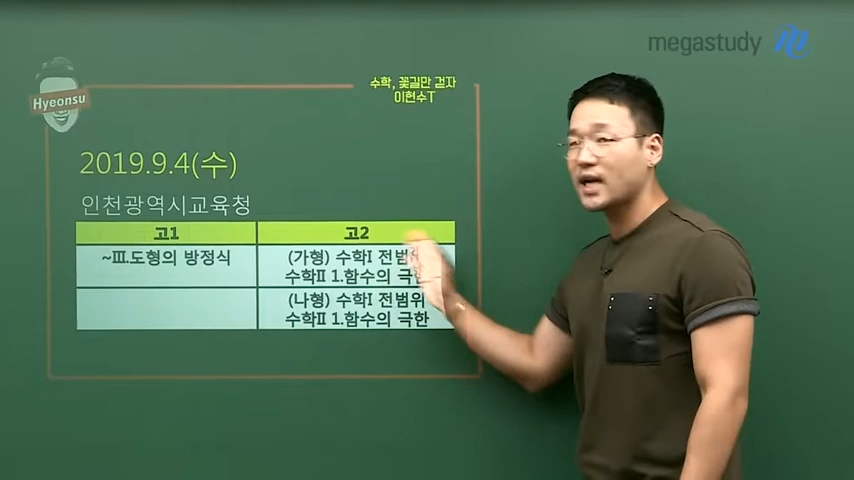 megastudy
Hyeonsu
수학, 꽃길만 걷자
이현수T
2019.9.4(수)
인천광역시교육청
고1
고2
~Ⅲ.도형의 방정식
(가형) 수학Ⅰ 전범위
수학Ⅱ 1.함수의 극한
(나형) 수학Ⅰ 전범위
수학Ⅱ 1.함수의 극한